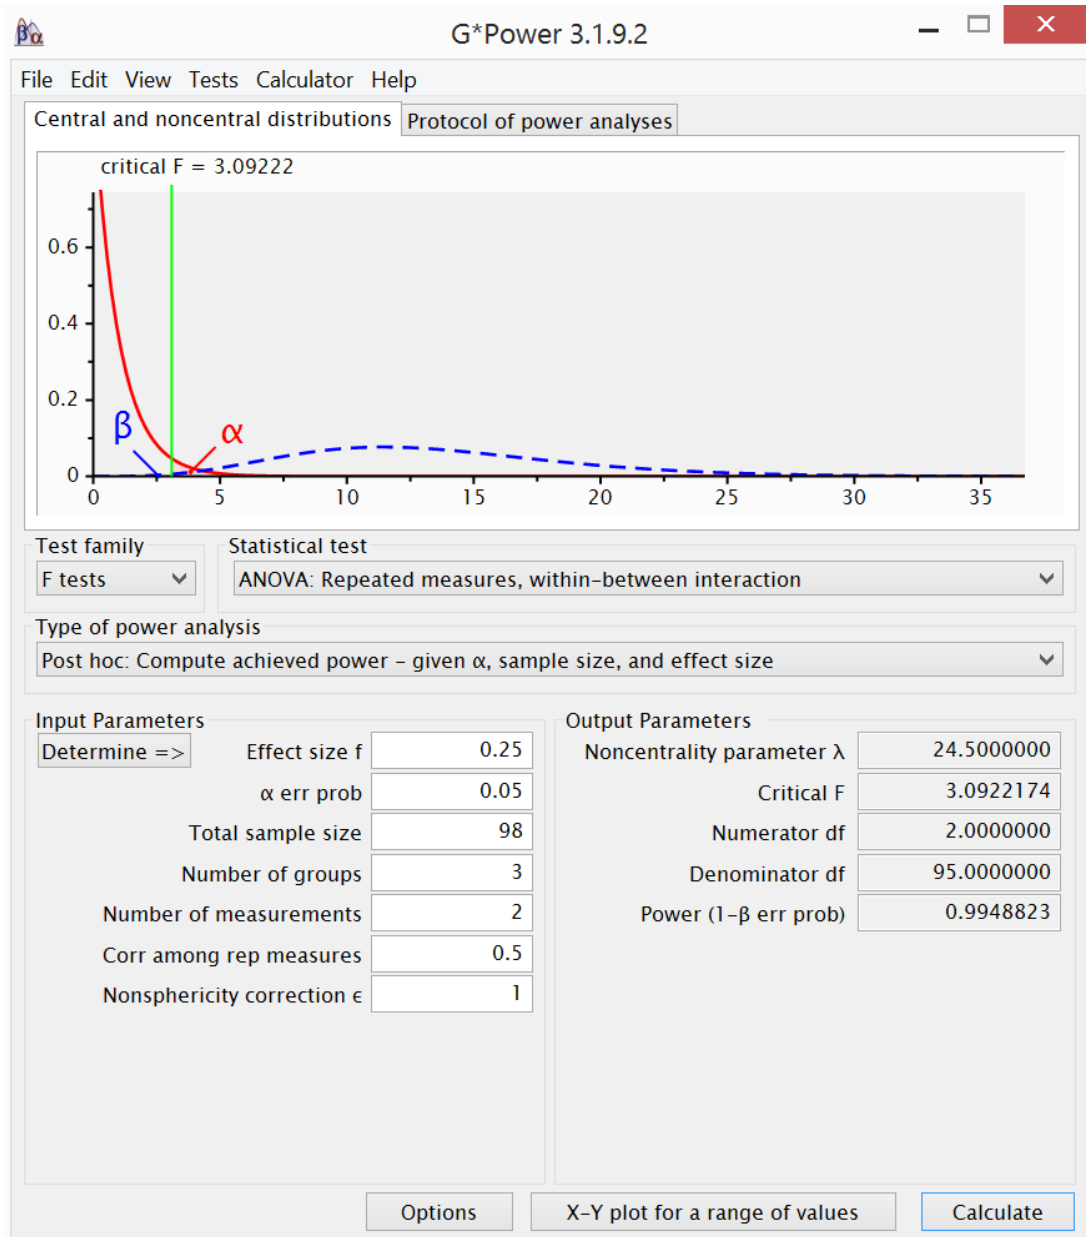 βα
G*Power 3.1.9.2
File Edit View Tests Calculator Help
Central and noncentral distributions Protocol of power analyses
critical F = 3.09222
0.6
0.4
0.2
0
β
α
0 5 10 15 20 25 30 35
Test family Statistical test
F tests ANOVA: Repeated measures, within-between interaction
Type of power analysis
Post hoc: Compute achieved power - given α, sample size, and effect size
Input Parameters Output Parameters
Determine => Effect size f 0.25 Noncentrality parameter λ 24.5000000
α err prob 0.05 Critical F 3.0922174
Total sample size 98 Numerator df 2.0000000
Number of groups 3 Denominator df 95.0000000
Number of measurements 2 Power (1-β err prob) 0.9948823
Corr among rep measures 0.5
Nonsphericity correction ϵ 1
Options X-Y plot for a range of values Calculate